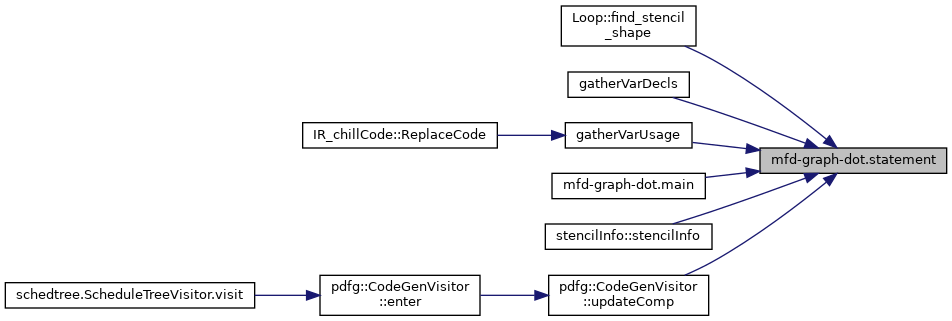 Loop::find_stencil
_shape
gatherVarDecls
IR_chillCode::ReplaceCode
gatherVarUsage
mfd-graph-dot.statement
mfd-graph-dot.main
stencilInfo::stencilInfo
schedtree.ScheduleTreeVisitor.visit
pdfg::CodeGenVisitor
::enter
pdfg::CodeGenVisitor
::updateComp